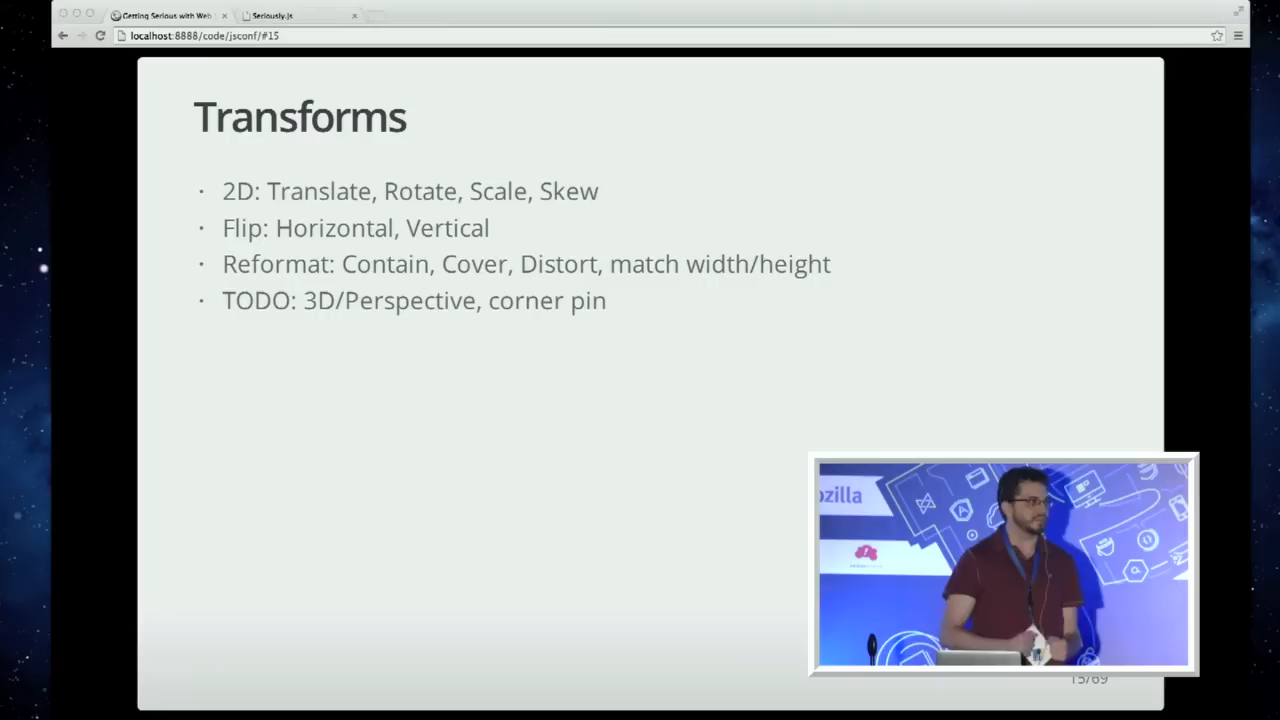 Getting Serious with Web
Seriously.js
localhost:8888/code/jsconf/#15
Transforms
· 2D: Translate, Rotate, Scale, Skew
· Flip: Horizontal, Vertical
· Reformat: Contain, Cover, Distort, match width/height
· TODO: 3D/Perspective, corner pin
ozilla
15/69